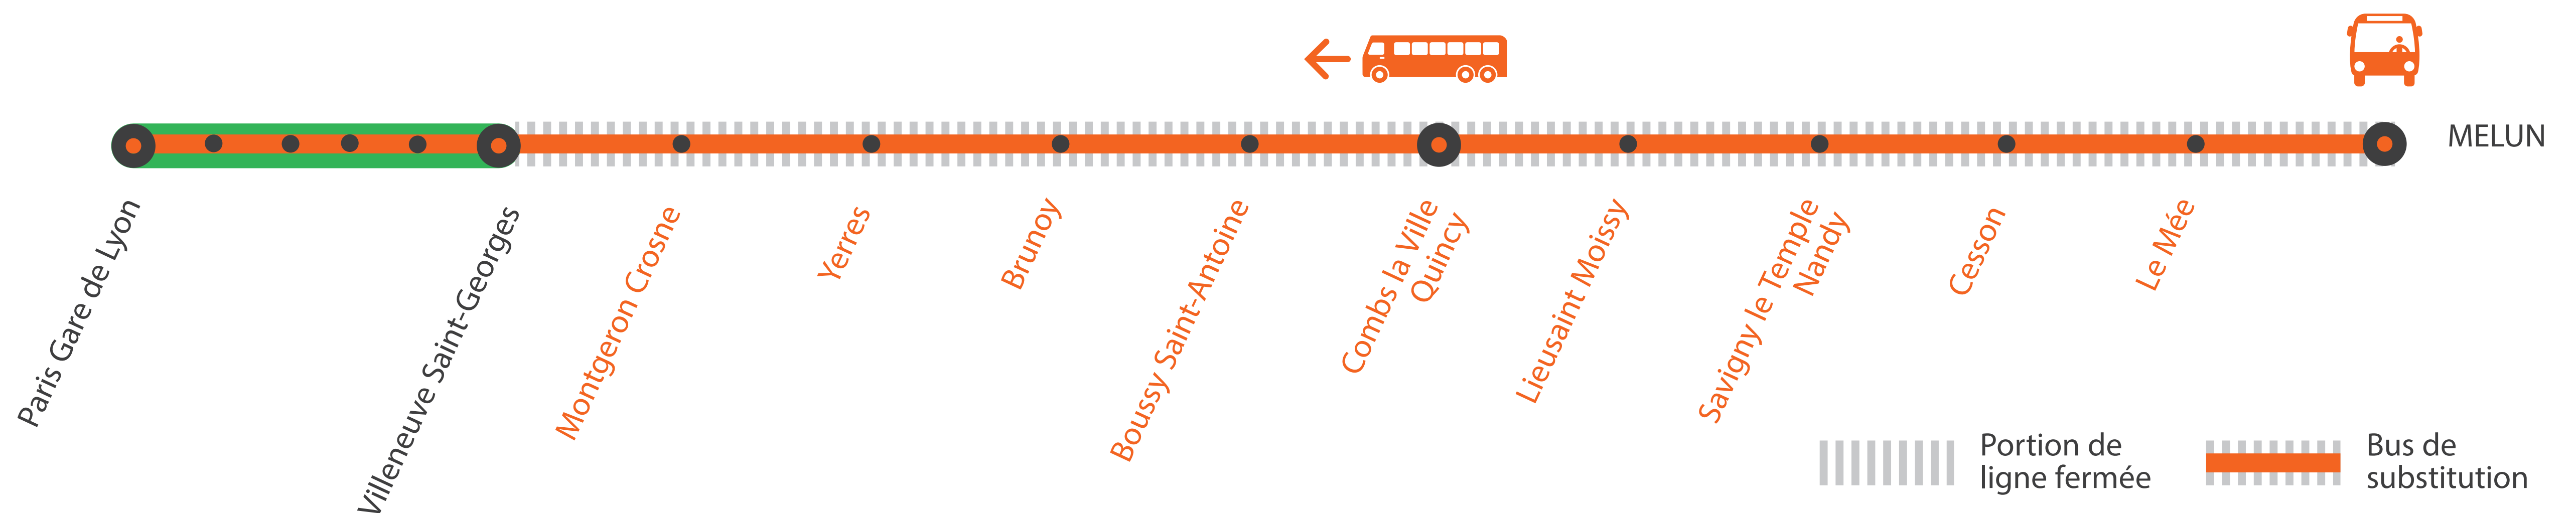 MELUN
Paris Gare de Lyon
Villeneuve Saint-Georges
Montgeron Crosne
Yerres
Brunoy
Boussy Saint-Antoine
Combs la Ville
Quincy
Lieusaint Moissy
Savigny le Temple
Nandy
Cesson
Le Mée
Portion de
ligne fermée
Bus de
substitution